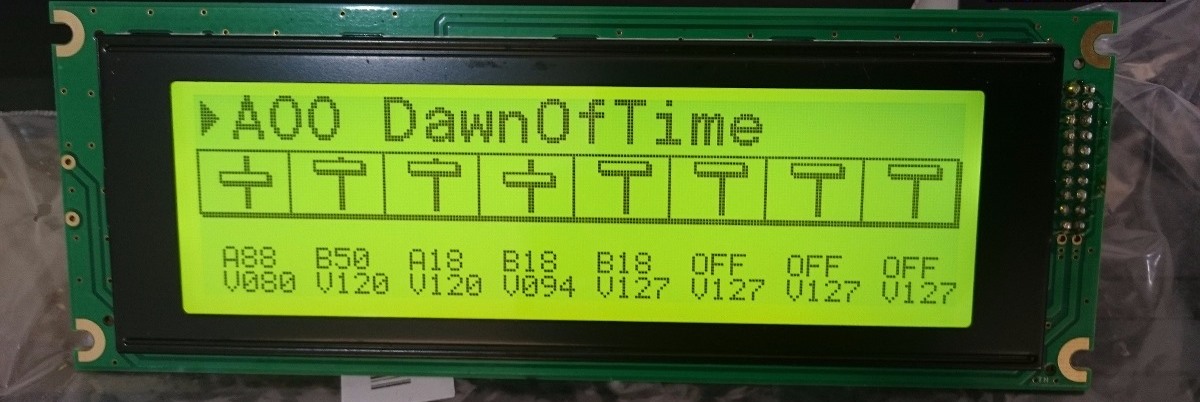 A00 DawnOfTime
A88 B50 A18 B18 B18 OFF OFF OFF
V080 V120 V120 V094 V127 V127 V127 V127